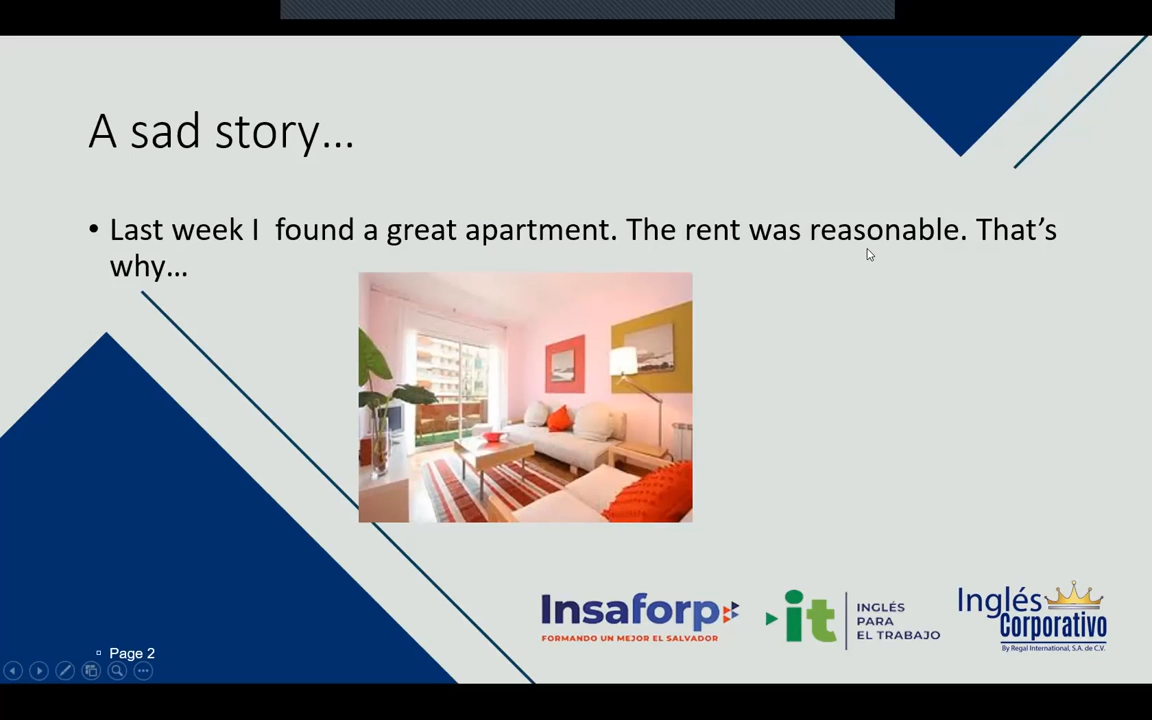 A sad story...
• Last week I  found a great apartment. The rent was reasonable. That's
why...
Insaforp
FORMANDO UN MEJOR EL SALVADOR
it
INGLÉS
PARA
EL TRABAJO
Inglés
Corporativo
By Regal International, S.A. de C.V.
Page 2